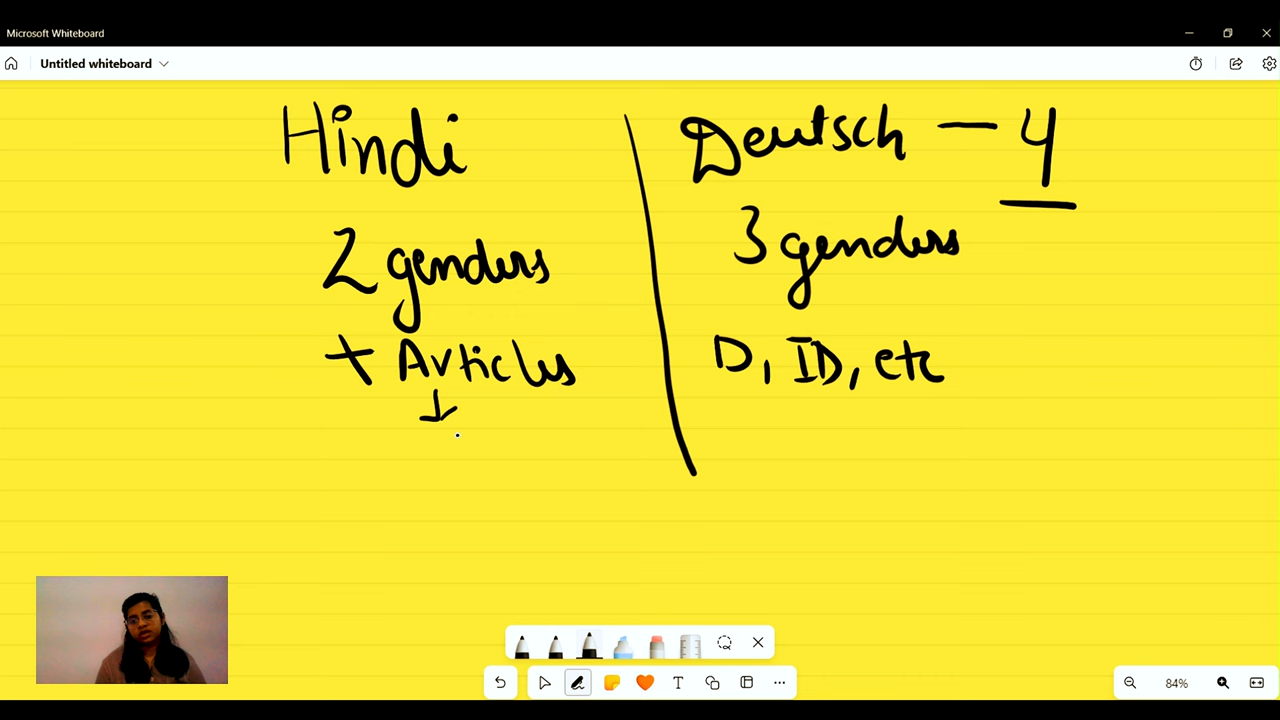 Microsoft Whiteboard
Untitled whiteboard
Hindi
2 genders
+ Articles
Deutsch — 4
3 genders
D, ID, etc
84%